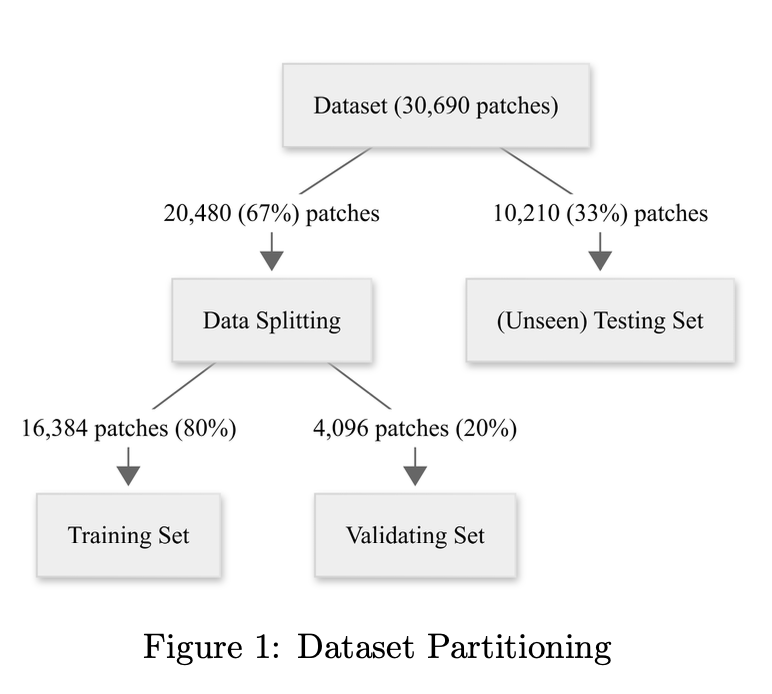 Dataset (30,690 patches)
20,480 (67%) patches
10,210 (33%) patches
Data Splitting
(Unseen) Testing Set
16,384 patches (80%)
4,096 patches (20%)
Training Set
Validating Set
Figure 1: Dataset Partitioning